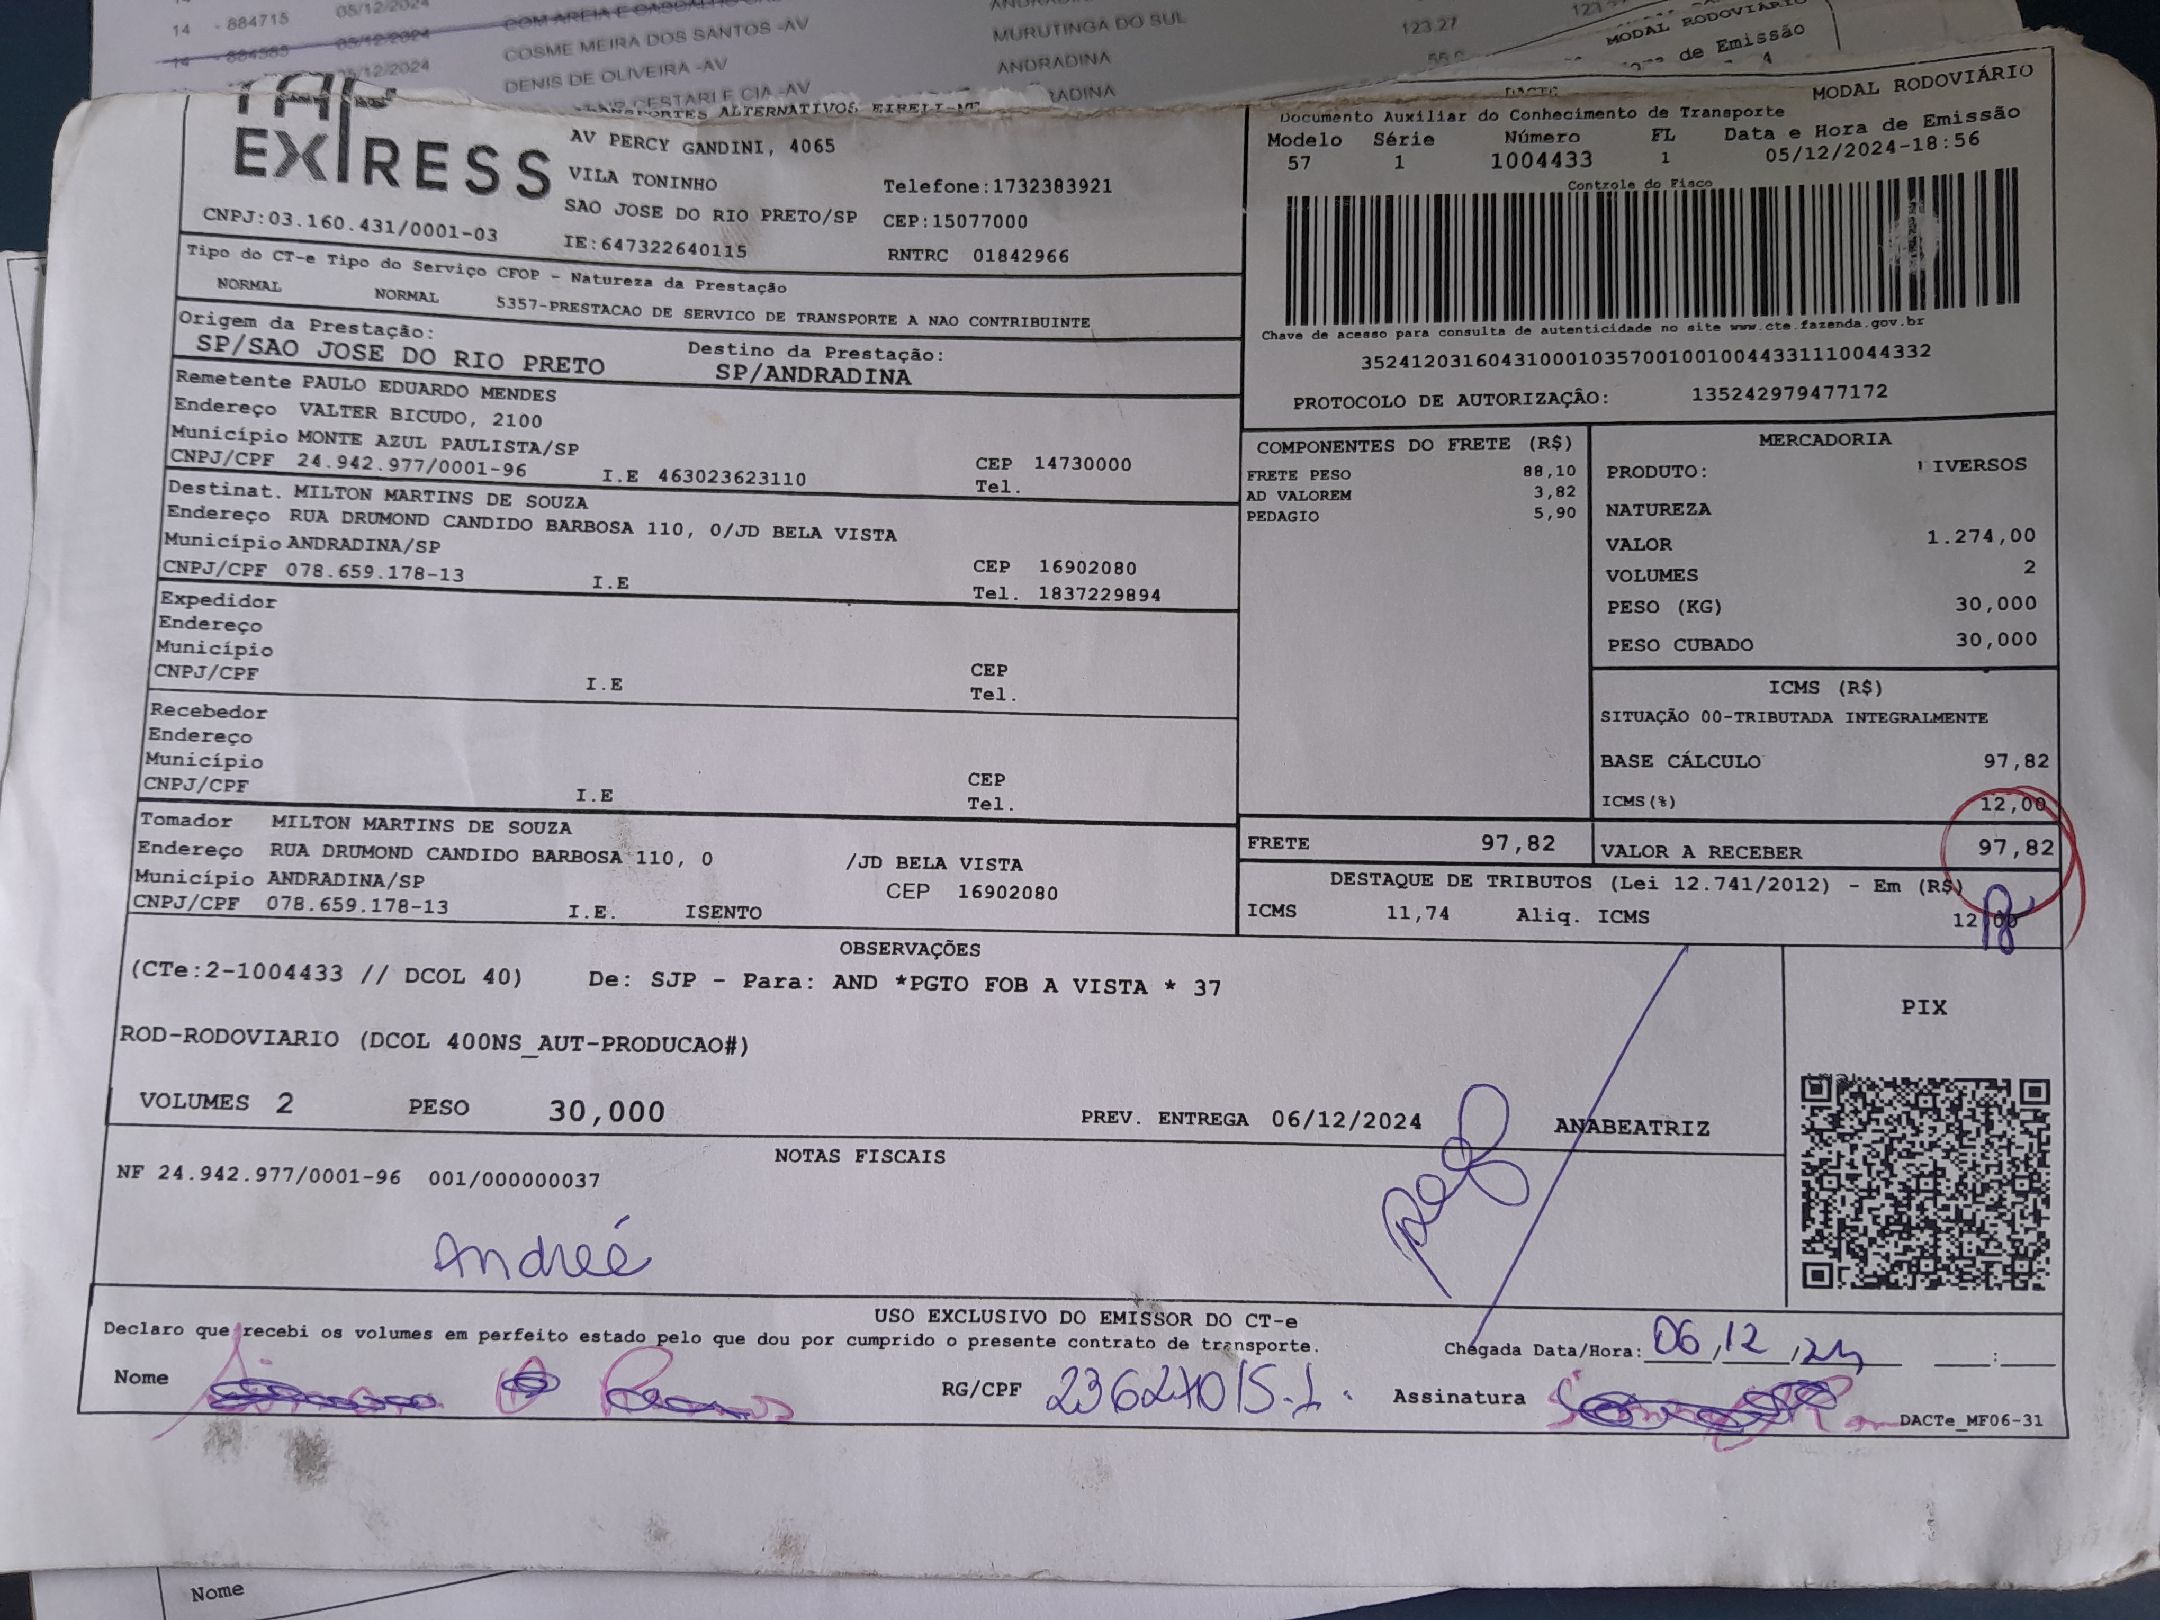 14 - 884715 05/12/2024
COSME MEIRA DOS SANTOS -AV MURUTINGA DO SUL 123.27
DENIS DE OLIVEIRA -AV ANDRADINA
CESTARI E CIA -AV
MODAL RODOVIÁRIO
de Emissão
EXPRESS
ALTERNATIVOS EIRELI-MT
AV PERCY GANDINI, 4065
VILA TONINHO Telefone:1732383921
SAO JOSE DO RIO PRETO/SP CEP:15077000
CNPJ:03.160.431/0001-03 IE:647322640115 RNTRC 01842966
DACTE MODAL RODOVIÁRIO
Documento Auxiliar do Conhecimento de Transporte
Modelo Série Número FL Data e Hora de Emissão
57 1 1004433 1 05/12/2024-18:56
Controle do Fisco
Chave de acesso para consulta de autenticidade no site www.cte.fazenda.gov.br
35241203160431000103570010010044331110044332
PROTOCOLO DE AUTORIZAÇÃO: 135242979477172
Tipo do CT-e Tipo do Serviço CFOP - Natureza da Prestação
NORMAL NORMAL 5357-PRESTACAO DE SERVICO DE TRANSPORTE A NAO CONTRIBUINTE
Origem da Prestação: Destino da Prestação:
SP/SAO JOSE DO RIO PRETO SP/ANDRADINA
Remetente PAULO EDUARDO MENDES
Endereço VALTER BICUDO, 2100
Município MONTE AZUL PAULISTA/SP CEP 14730000
CNPJ/CPF 24.942.977/0001-96 I.E 463023623110 Tel.
Destinat. MILTON MARTINS DE SOUZA
Endereço RUA DRUMOND CANDIDO BARBOSA 110, 0/JD BELA VISTA
Município ANDRADINA/SP CEP 16902080
CNPJ/CPF 078.659.178-13 I.E Tel. 1837229894
Expedidor
Endereço
Município CEP
CNPJ/CPF I.E Tel.
Recebedor
Endereço
Município CEP
CNPJ/CPF I.E Tel.
Tomador MILTON MARTINS DE SOUZA
Endereço RUA DRUMOND CANDIDO BARBOSA 110, 0 /JD BELA VISTA
Município ANDRADINA/SP CEP 16902080
CNPJ/CPF 078.659.178-13 I.E. ISENTO
COMPONENTES DO FRETE (R$)
FRETE PESO 88,10
AD VALOREM 3,82
PEDAGIO 5,90
FRETE 97,82
MERCADORIA
PRODUTO: IVERSOS
NATUREZA
VALOR 1.274,00
VOLUMES 2
PESO (KG) 30,000
PESO CUBADO 30,000
ICMS (R$)
SITUAÇÃO 00-TRIBUTADA INTEGRALMENTE
BASE CÁLCULO 97,82
ICMS(%) 12,00
VALOR A RECEBER 97,82
DESTAQUE DE TRIBUTOS (Lei 12.741/2012) - Em (R$)
ICMS 11,74 Aliq. ICMS 12,00
OBSERVAÇÕES
(CTe:2-1004433 // DCOL 40) De: SJP - Para: AND *PGTO FOB A VISTA * 37
ROD-RODOVIARIO (DCOL 400NS_AUT-PRODUCAO#)
VOLUMES 2 PESO 30,000 PREV. ENTREGA 06/12/2024 ANABEATRIZ
PIX
NOTAS FISCAIS
NF 24.942.977/0001-96 001/000000037
USO EXCLUSIVO DO EMISSOR DO CT-e
Declaro que recebi os volumes em perfeito estado pelo que dou por cumprido o presente contrato de transporte. Chegada Data/Hora: 06,12,24 :
Nome RG/CPF 23627015-1. Assinatura
DACTe_MF06-31
Nome